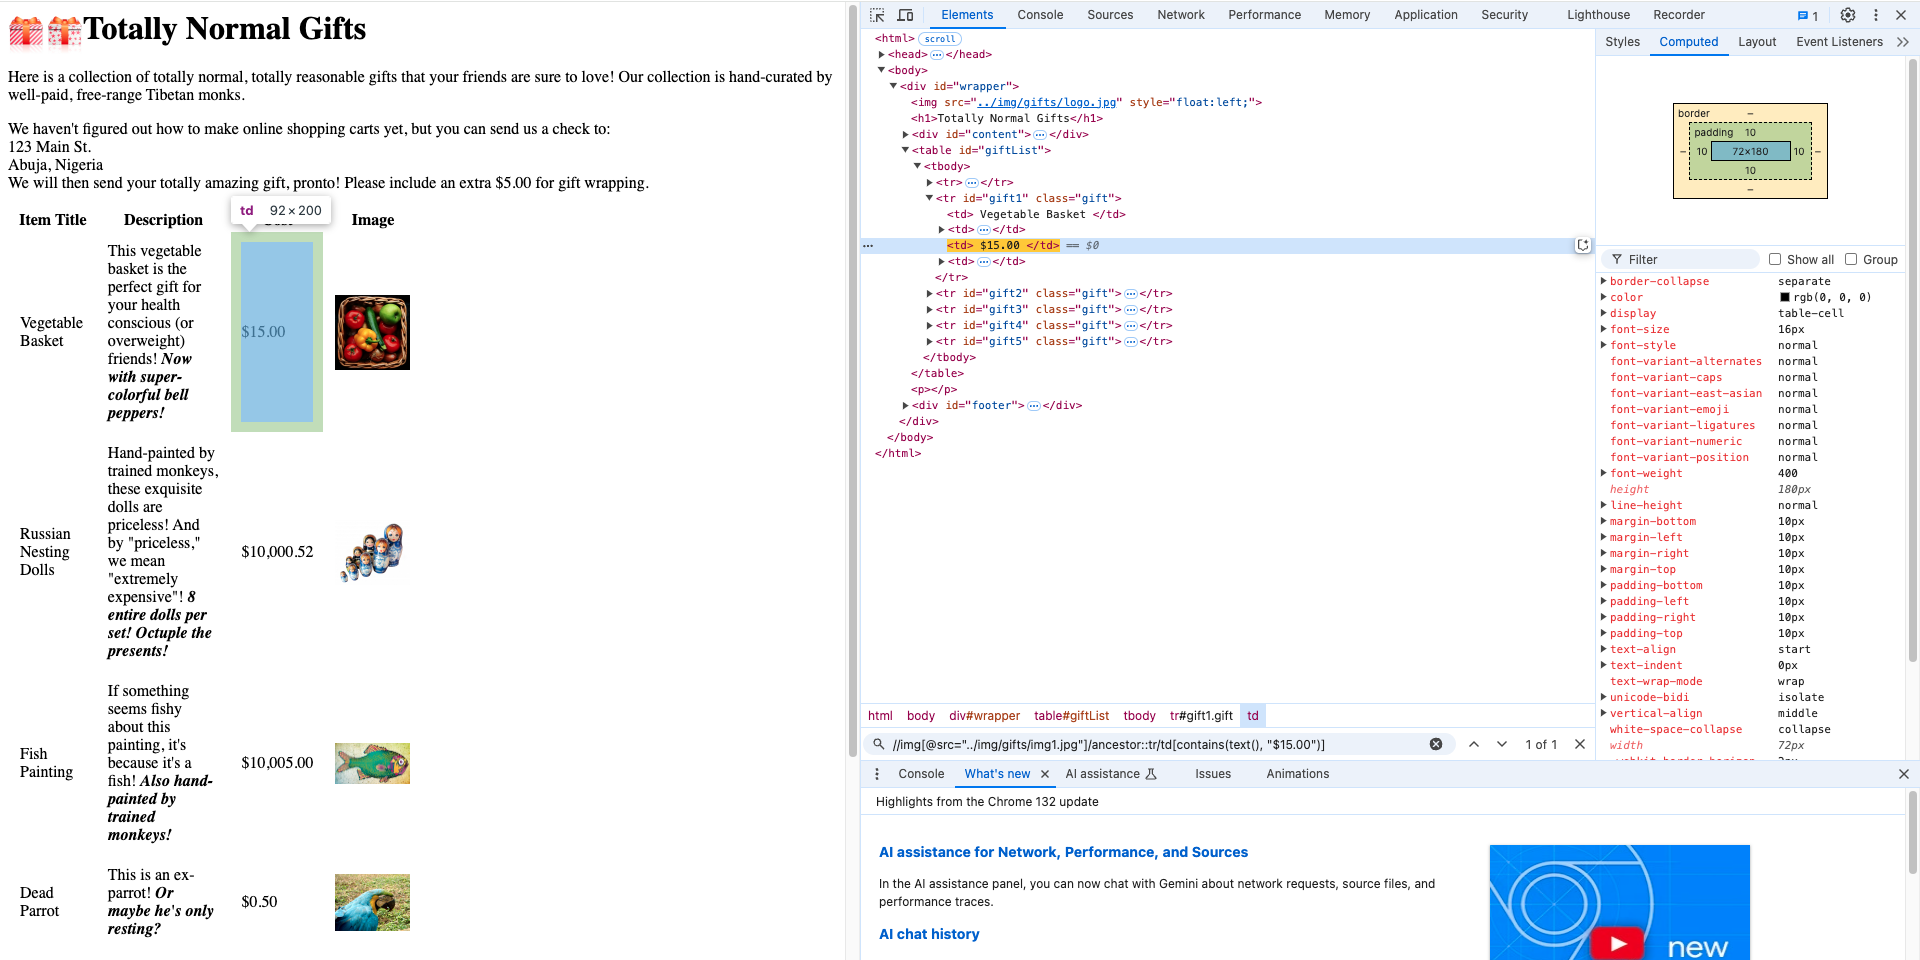 Totally Normal Gifts
Here is a collection of totally normal, totally reasonable gifts that your friends are sure to love! Our collection is hand-curated by
well-paid, free-range Tibetan monks.
We haven't figured out how to make online shopping carts yet, but you can send us a check to:
123 Main St.
Abuja, Nigeria
We will then send your totally amazing gift, pronto! Please include an extra $5.00 for gift wrapping.
td 92×200
Item Title Description Image
Vegetable
Basket
This vegetable
basket is the
perfect gift for
your health
conscious (or
overweight)
friends! Now
with super-
colorful bell
peppers!
$15.00
Russian
Nesting
Dolls
Hand-painted by
trained monkeys,
these exquisite
dolls are
priceless! And
by "priceless,"
we mean
"extremely
expensive"! 8
entire dolls per
set! Octuple the
presents!
$10,000.52
Fish
Painting
If something
seems fishy
about this
painting, it's
because it's a
fish! Also hand-
painted by
trained
monkeys!
$10,005.00
Dead
Parrot
This is an ex-
parrot! Or
maybe he's only
resting?
$0.50
Elements Console Sources Network Performance Memory Application Security Lighthouse Recorder 1
<html> scroll
<head> … </head>
<body>
<div id="wrapper">
<img src="../img/gifts/logo.jpg" style="float:left;">
<h1>Totally Normal Gifts</h1>
<div id="content"> … </div>
<table id="giftList">
<tbody>
<tr> … </tr>
<tr id="gift1" class="gift">
<td> Vegetable Basket </td>
<td> … </td>
<td> $15.00 </td> == $0
<td> … </td>
</tr>
<tr id="gift2" class="gift"> … </tr>
<tr id="gift3" class="gift"> … </tr>
<tr id="gift4" class="gift"> … </tr>
<tr id="gift5" class="gift"> … </tr>
</tbody>
</table>
<p></p>
<div id="footer"> … </div>
</div>
</body>
</html>
html body div#wrapper table#giftList tbody tr#gift1.gift td
//img[@src="../img/gifts/img1.jpg"]/ancestor::tr/td[contains(text(), "$15.00")] 1 of 1
Styles Computed Layout Event Listeners
border –
padding 10
– 10 72×180 10 –
10
–
Filter Show all Group
border-collapse separate
color rgb(0, 0, 0)
display table-cell
font-size 16px
font-style normal
font-variant-alternates normal
font-variant-caps normal
font-variant-east-asian normal
font-variant-emoji normal
font-variant-ligatures normal
font-variant-numeric normal
font-variant-position normal
font-weight 400
height 180px
line-height normal
margin-bottom 10px
margin-left 10px
margin-right 10px
margin-top 10px
padding-bottom 10px
padding-left 10px
padding-right 10px
padding-top 10px
text-align start
text-indent 0px
text-wrap-mode wrap
unicode-bidi isolate
vertical-align middle
white-space-collapse collapse
width 72px
Console What's new AI assistance Issues Animations
Highlights from the Chrome 132 update
AI assistance for Network, Performance, and Sources
In the AI assistance panel, you can now chat with Gemini about network requests, source files, and
performance traces.
AI chat history
new